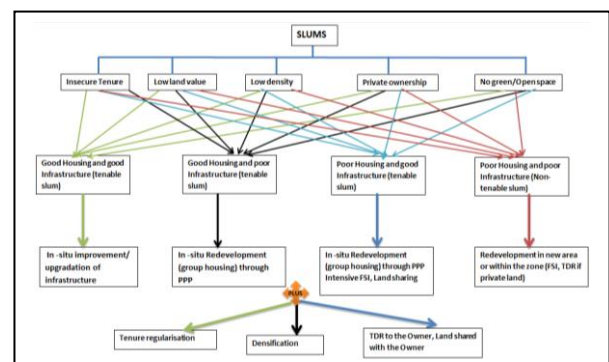 SLUMS
Insecure Tenure
Low land value
Low density
Private ownership
No green/Open space
Good Housing and good
Infrastructure (tenable
slum)
Good Housing and poor
Infrastructure (tenable
slum)
Poor Housing and good
Infrastructure (tenable
slum)
Poor Housing and poor
Infrastructure (Non-
tenable slum)
In -situ improvement/
upgradation of
infrastructure
In -situ Redevelopment
(group housing) through
PPP
In -situ Redevelopment
(group housing) through PPP
Intensive FSI, Land sharing
Redevelopment in new area
or within the zone (FSI, TDR if
private land)
PLUS
Tenure regularisation
Densification
TDR to the Owner, Land shared
with the Owner